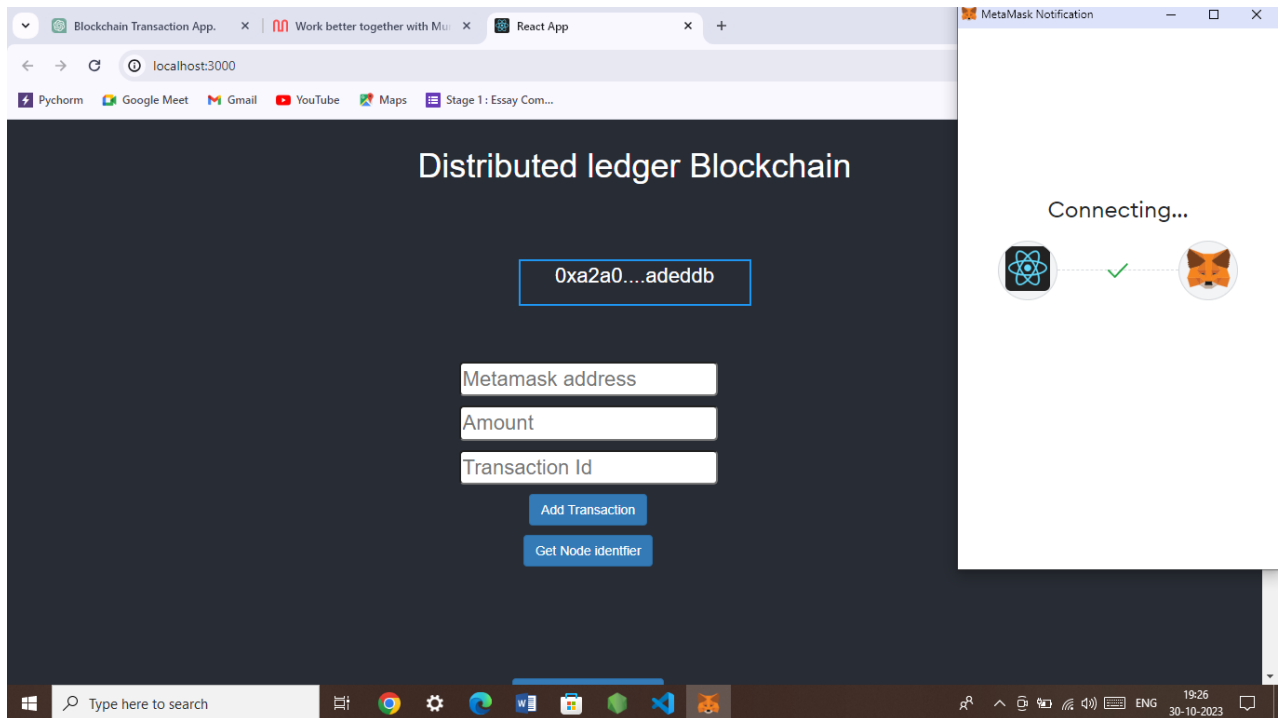 Blockchain Transaction App.
Work better together with Mu
React App
MetaMask Notification
localhost:3000
Pychorm
Google Meet
Gmail
YouTube
Maps
Stage 1 : Essay Com...
Distributed ledger Blockchain
0xa2a0....adeddb
Metamask address
Amount
Transaction Id
Add Transaction
Get Node identfier
Connecting...
Type here to search
ENG
19:26
30-10-2023